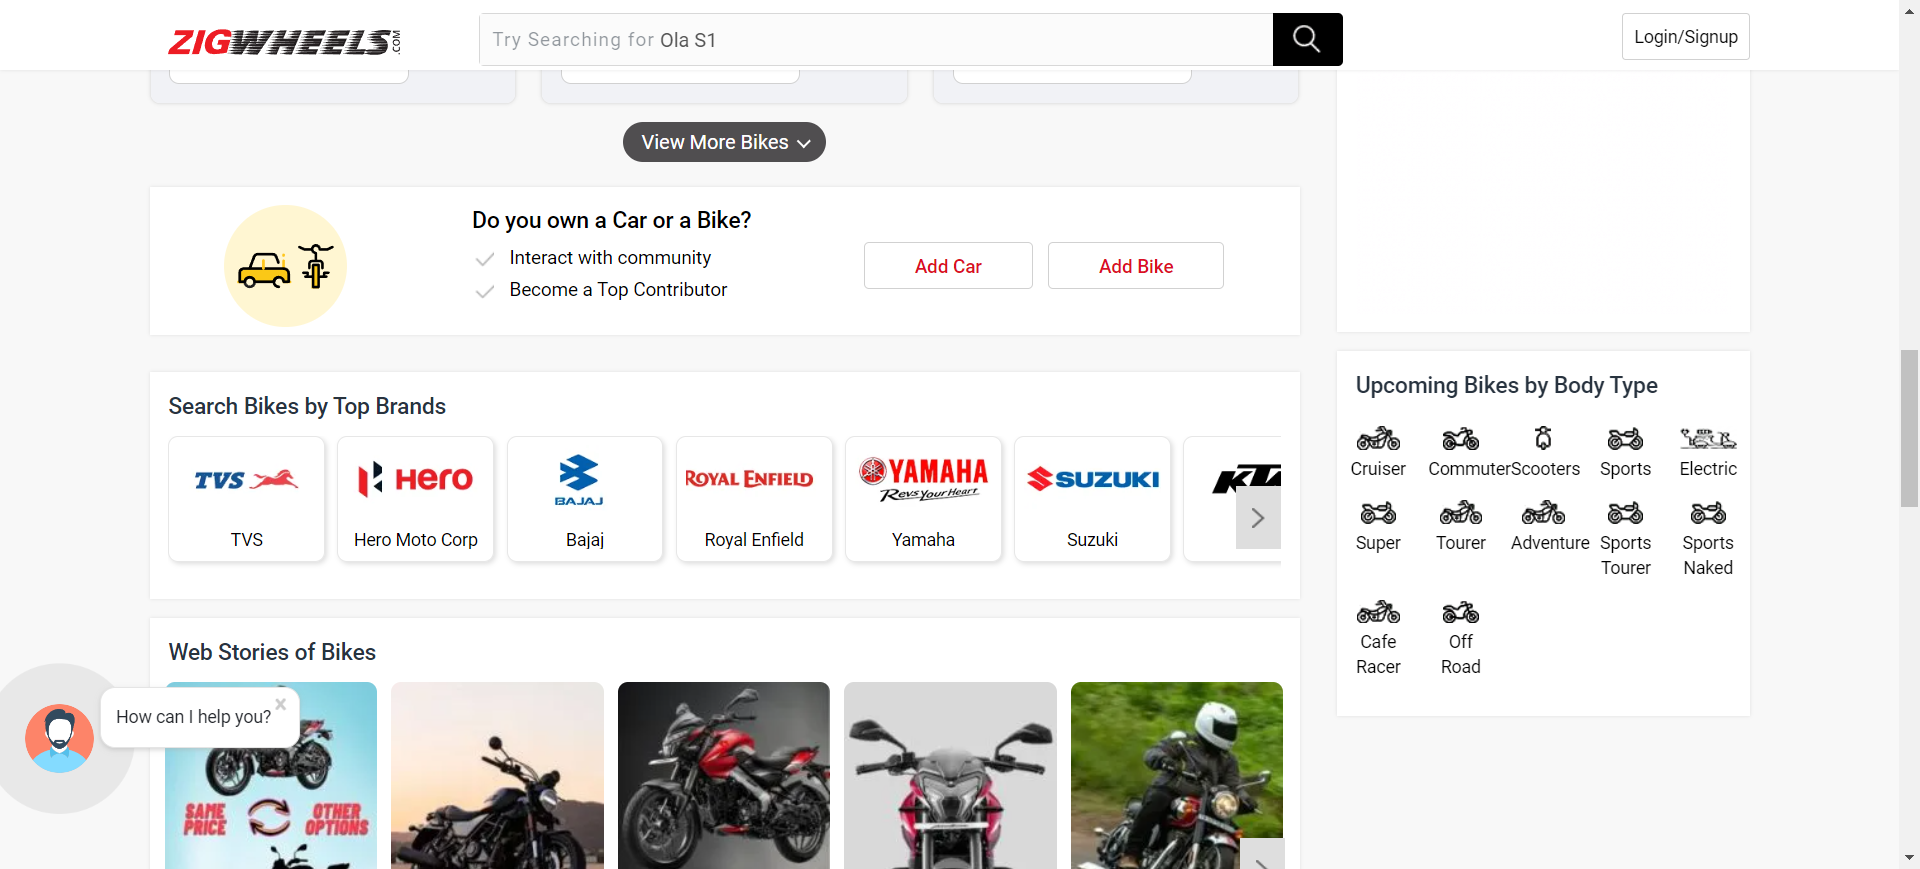 ZIGWHEELS.COM
Try Searching for Ola S1
Login/Signup
View More Bikes
Do you own a Car or a Bike?
Interact with community
Become a Top Contributor
Add Car
Add Bike
Search Bikes by Top Brands
TVS
Hero
BAJAJ
ROYAL ENFIELD
YAMAHA
Revs Your Heart
SUZUKI
KTM
TVS
Hero Moto Corp
Bajaj
Royal Enfield
Yamaha
Suzuki
Upcoming Bikes by Body Type
Cruiser
Commuter
Scooters
Sports
Electric
Super
Tourer
Adventure
Sports
Tourer
Sports
Naked
Cafe
Racer
Off
Road
Web Stories of Bikes
How can I help you?
SAME
PRICE
OTHER
OPTIONS